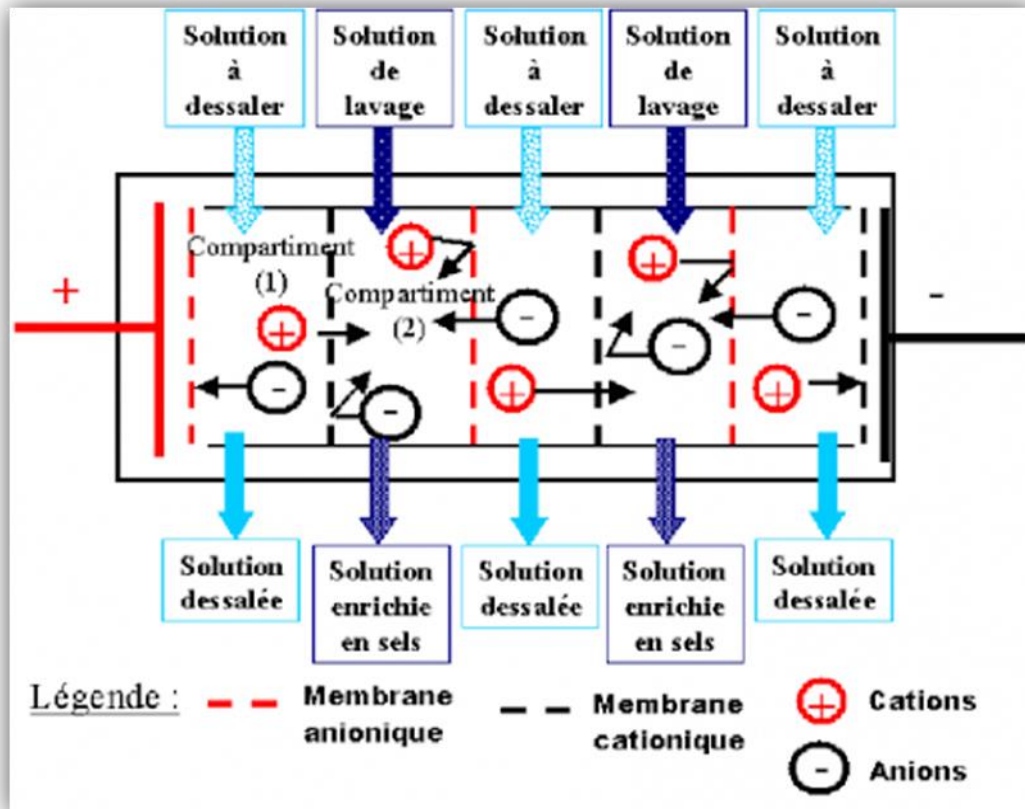 Solution
à
dessaler
Solution
de
lavage
Solution
à
dessaler
Solution
de
lavage
Solution
à
dessaler
Compartiment
(1)
Compartiment
(2)
+
-
+
+
-
-
-
+
+
-
-
+
Solution
dessalée
Solution
enrichie
en sels
Solution
dessalée
Solution
enrichie
en sels
Solution
dessalée
Légende :
Membrane
anionique
Membrane
cationique
+
Cations
-
Anions